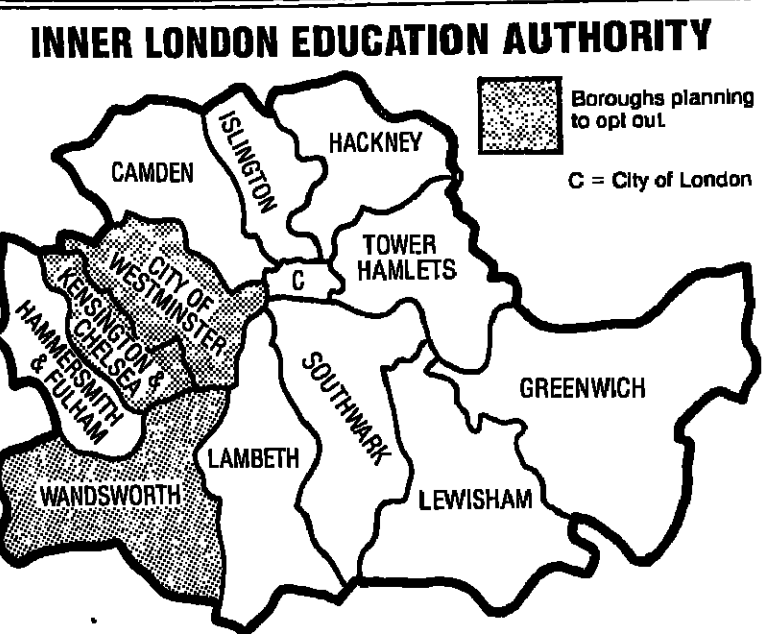 INNER LONDON EDUCATION AUTHORITY
Boroughs planning
to opt out.
C = City of London
CAMDEN
ISLINGTON
HACKNEY
TOWER
HAMLETS
C
CITY OF
WESTMINSTER
KENSINGTON &
CHELSEA
HAMMERSMITH
& FULHAM
WANDSWORTH
LAMBETH
SOUTHWARK
LEWISHAM
GREENWICH